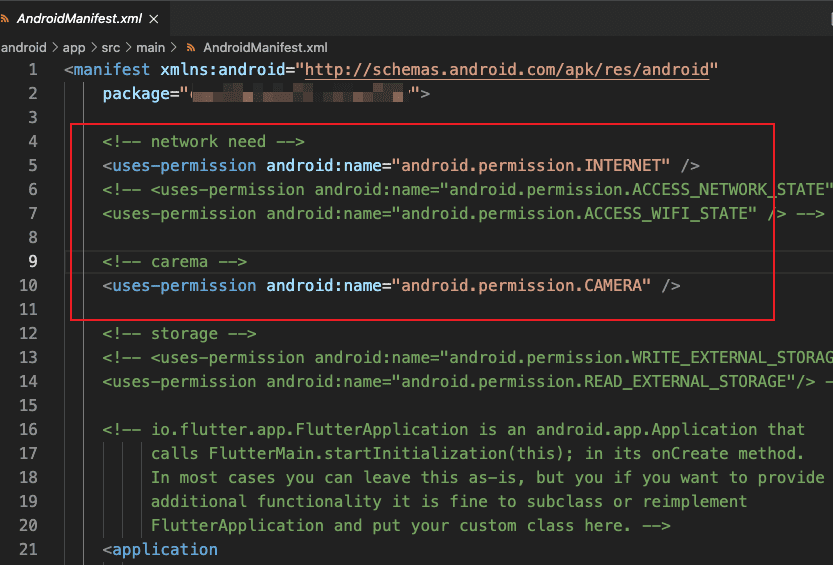 AndroidManifest.xml ×
android > app > src > main > AndroidManifest.xml
1 <manifest xmlns:android="http://schemas.android.com/apk/res/android"
2 package="">
3
4 <!-- network need -->
5 <uses-permission android:name="android.permission.INTERNET" />
6 <!-- <uses-permission android:name="android.permission.ACCESS_NETWORK_STATE"
7 <uses-permission android:name="android.permission.ACCESS_WIFI_STATE" /> -->
8
9 <!-- carema -->
10 <uses-permission android:name="android.permission.CAMERA" />
11
12 <!-- storage -->
13 <!-- <uses-permission android:name="android.permission.WRITE_EXTERNAL_STORAG
14 <uses-permission android:name="android.permission.READ_EXTERNAL_STORAGE"/> -
15
16 <!-- io.flutter.app.FlutterApplication is an android.app.Application that
17 calls FlutterMain.startInitialization(this); in its onCreate method.
18 In most cases you can leave this as-is, but you if you want to provide
19 additional functionality it is fine to subclass or reimplement
20 FlutterApplication and put your custom class here. -->
21 <application